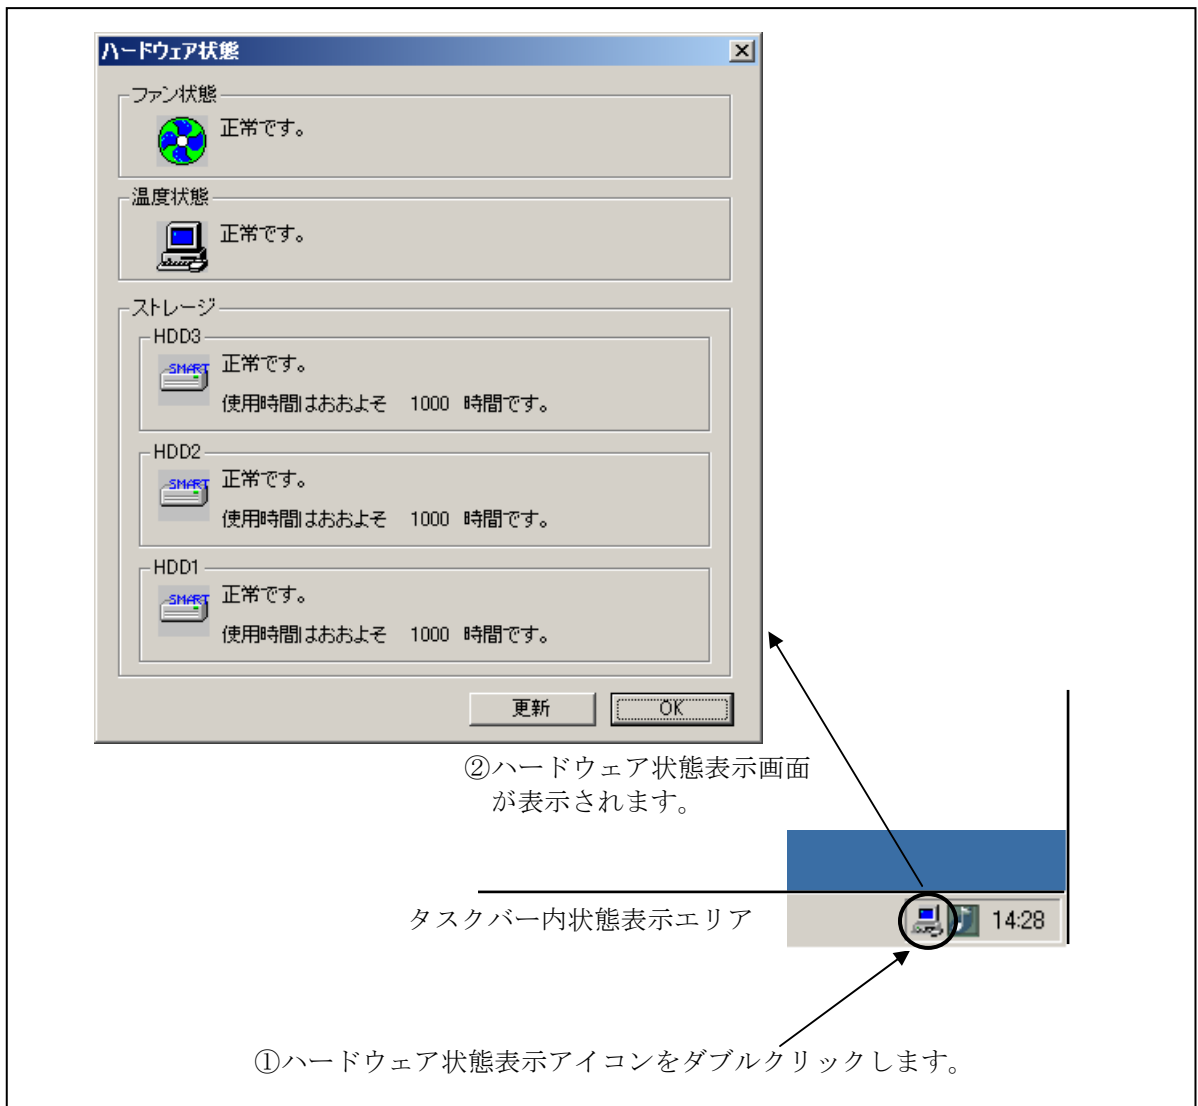 ハードウェア状態
ファン状態
正常です。
温度状態
正常です。
ストレージ
HDD3
SMART
正常です。
使用時間はおおよそ 1000 時間です。
HDD2
SMART
正常です。
使用時間はおおよそ 1000 時間です。
HDD1
SMART
正常です。
使用時間はおおよそ 1000 時間です。
更新 OK
②ハードウェア状態表示画面
が表示されます。
タスクバー内状態表示エリア
14:28
①ハードウェア状態表示アイコンをダブルクリックします。